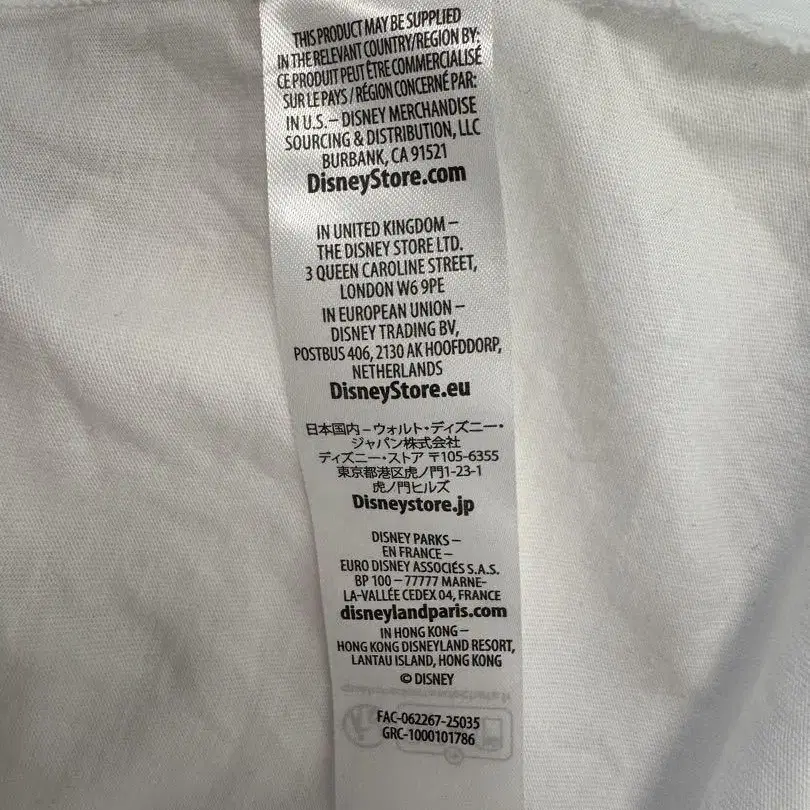 THIS PRODUCT MAY BE SUPPLIED
IN THE RELEVANT COUNTRY/REGION BY:
CE PRODUIT PEUT ÊTRE COMMERCIALISÉ
SUR LE PAYS / RÉGION CONCERNÉ PAR:
IN U.S. – DISNEY MERCHANDISE
SOURCING & DISTRIBUTION, LLC
BURBANK, CA 91521
DisneyStore.com
IN UNITED KINGDOM –
THE DISNEY STORE LTD.
3 QUEEN CAROLINE STREET,
LONDON W6 9PE
IN EUROPEAN UNION –
DISNEY TRADING BV,
POSTBUS 406, 2130 AK HOOFDDORP,
NETHERLANDS
DisneyStore.eu
日本国内 – ウォルト・ディズニー・
ジャパン株式会社
ディズニー・ストア 〒105-6355
東京都港区虎ノ門1-23-1
虎ノ門ヒルズ
Disneystore.jp
DISNEY PARKS –
EN FRANCE –
EURO DISNEY ASSOCIÉS S.A.S.
BP 100 – 77777 MARNE-
LA-VALLÉE CEDEX 04, FRANCE
disneylandparis.com
IN HONG KONG –
HONG KONG DISNEYLAND RESORT,
LANTAU ISLAND, HONG KONG
© DISNEY
FAC-062267-25035
GRC-1000101786